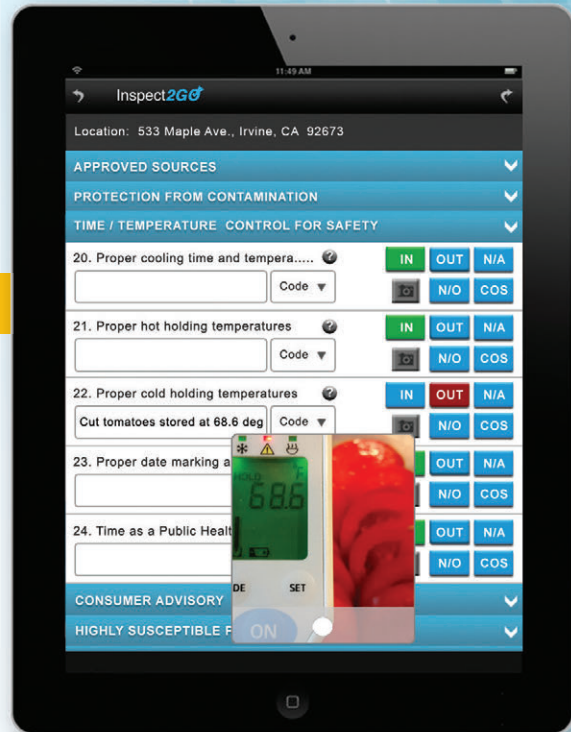 11:49 AM
Inspect2GO
Location: 533 Maple Ave., Irvine, CA 92673
APPROVED SOURCES
PROTECTION FROM CONTAMINATION
TIME / TEMPERATURE CONTROL FOR SAFETY
20. Proper cooling time and tempera..... ?
IN OUT N/A
Code
N/O COS
21. Proper hot holding temperatures ?
IN OUT N/A
Code
N/O COS
22. Proper cold holding temperatures ?
IN OUT N/A
Cut tomatoes stored at 68.6 deg Code
N/O COS
23. Proper date marking a
OUT N/A
N/O COS
24. Time as a Public Healt
OUT N/A
N/O COS
HOLD °F
68.6
DE SET
ON
CONSUMER ADVISORY
HIGHLY SUSCEPTIBLE